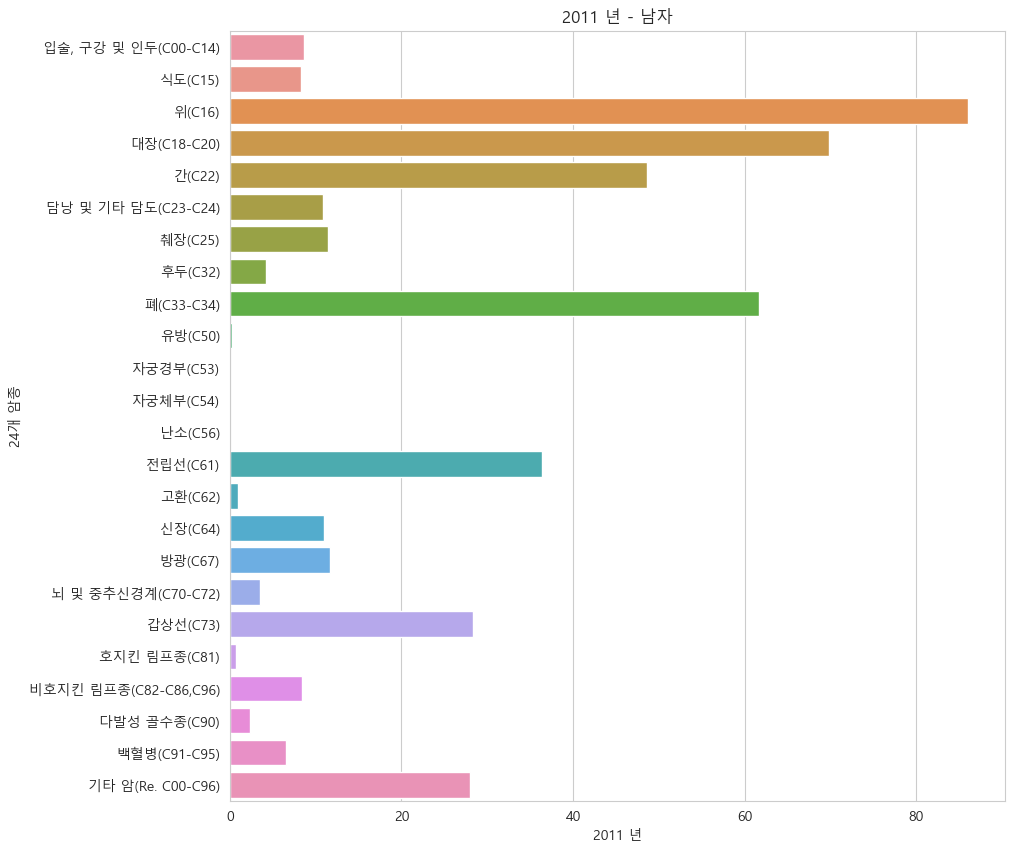 2011 년 - 남자
입술, 구강 및 인두(C00-C14)
식도(C15)
위(C16)
대장(C18-C20)
간(C22)
담낭 및 기타 담도(C23-C24)
췌장(C25)
후두(C32)
폐(C33-C34)
유방(C50)
자궁경부(C53)
자궁체부(C54)
난소(C56)
전립선(C61)
고환(C62)
신장(C64)
방광(C67)
뇌 및 중추신경계(C70-C72)
갑상선(C73)
호지킨 림프종(C81)
비호지킨 림프종(C82-C86,C96)
다발성 골수종(C90)
백혈병(C91-C95)
기타 암(Re. C00-C96)
24개 암종
0 20 40 60 80
2011 년